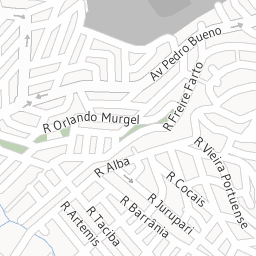 Av Pedro Bueno
R Freire Farto
R Orlando Murgel
R Vieira Portuense
R Alba
R Cocais
R Jurupari
R Barrânia
R Taciba
R Artemis